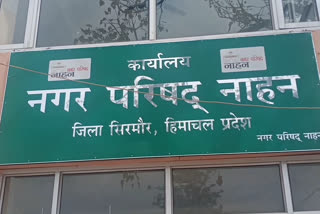 कार्यालय
नगर परिषद् नाहन
जिला सिरमौर, हिमाचल प्रदेश
नगर परिषद् नाहन